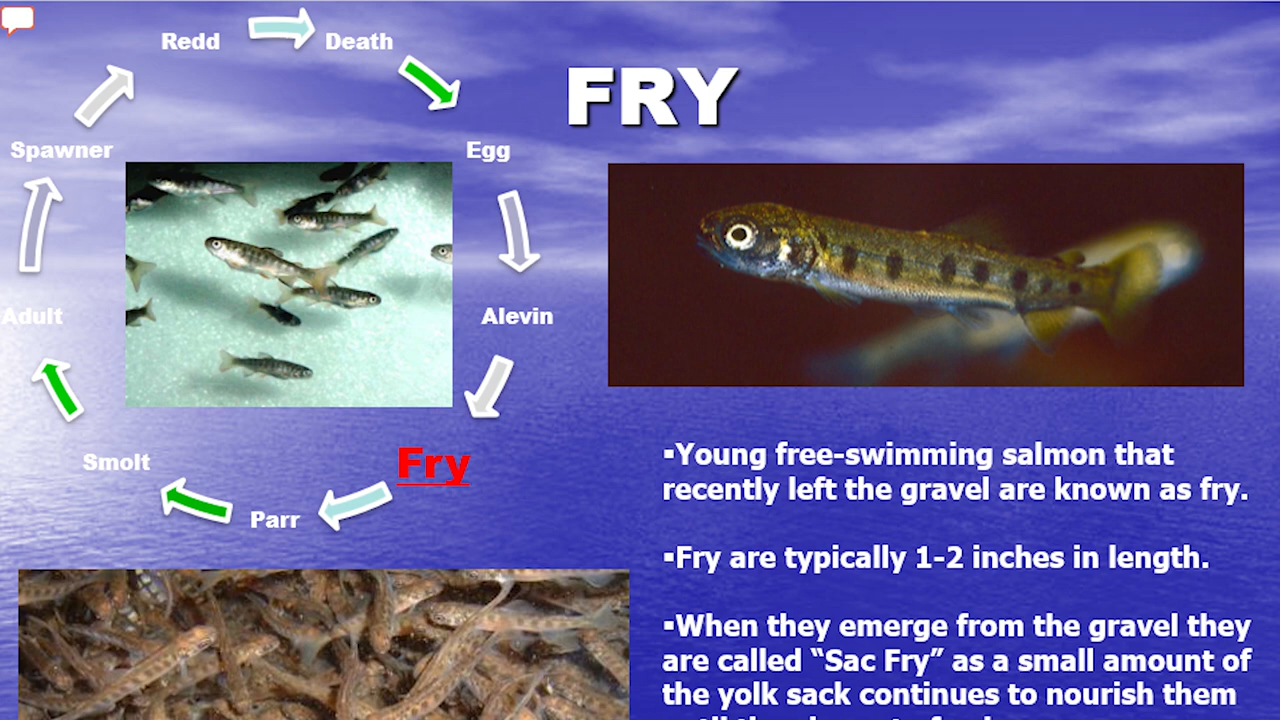 Redd
Death
FRY
Spawner
Egg
Adult
Alevin
Fry
Smolt
Parr
▪Young free-swimming salmon that
recently left the gravel are known as fry.
▪Fry are typically 1-2 inches in length.
▪When they emerge from the gravel they
are called “Sac Fry” as a small amount of
the yolk sack continues to nourish them